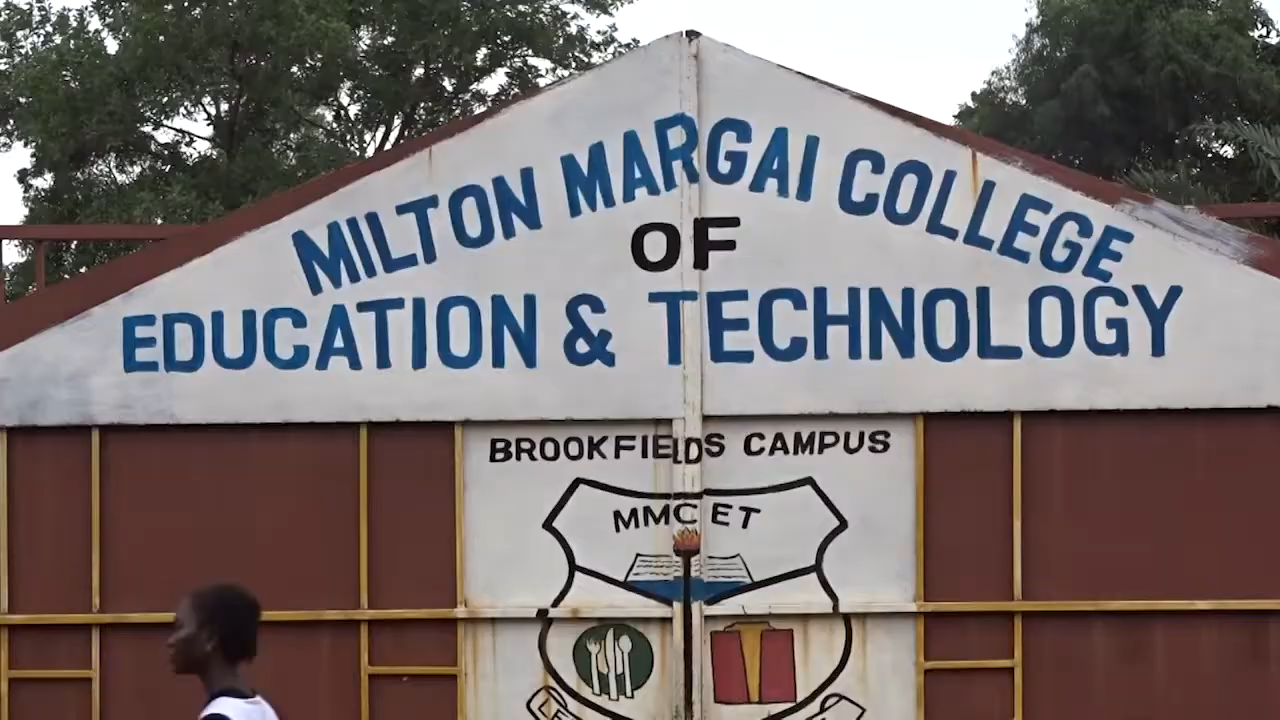 MILTON MARGAI COLLEGE
OF
EDUCATION & TECHNOLOGY
BROOKFIELDS CAMPUS
MMCET